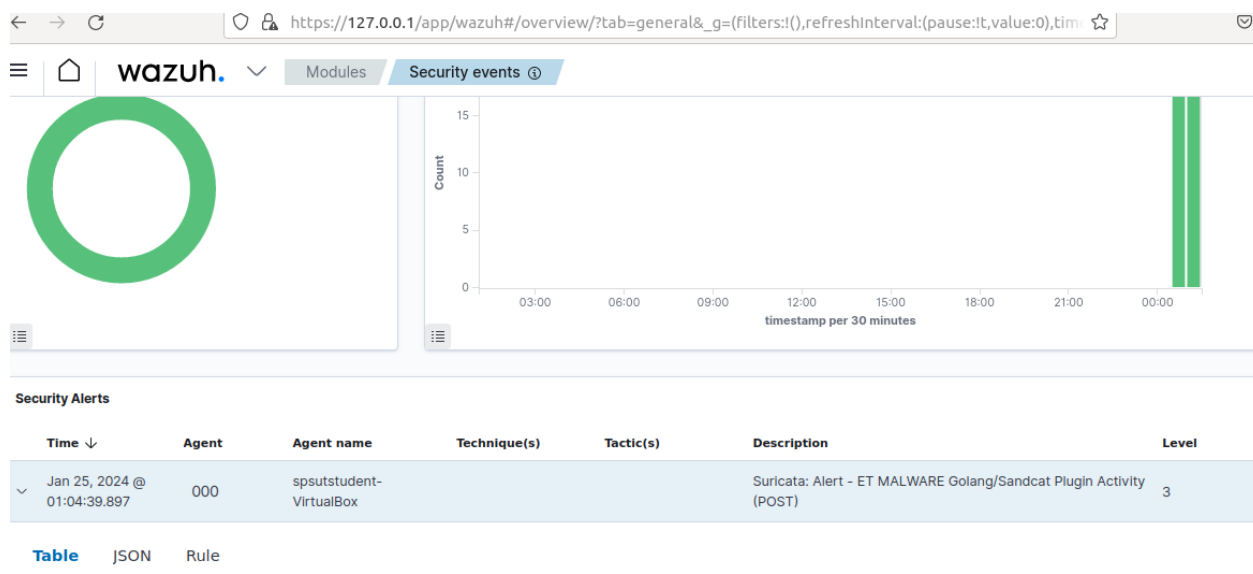 https://127.0.0.1/app/wazuh#/overview/?tab=general&_g=(filters:!(),refreshInterval:(pause:!t,value:0),tim
wazuh. Modules Security events
15
10
5
0
Count
03:00 06:00 09:00 12:00 15:00 18:00 21:00 00:00
timestamp per 30 minutes
Security Alerts
Time Agent Agent name Technique(s) Tactic(s) Description Level
Jan 25, 2024 @ 000 spsutstudent- Suricata: Alert - ET MALWARE Golang/Sandcat Plugin Activity 3
01:04:39.897 VirtualBox (POST)
Table JSON Rule